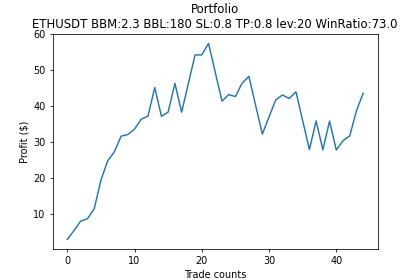 Portfolio
ETHUSDT BBM:2.3 BBL:180 SL:0.8 TP:0.8 lev:20 WinRatio:73.0
60
50
40
30
20
10
Profit ($)
0
10
20
30
40
Trade counts